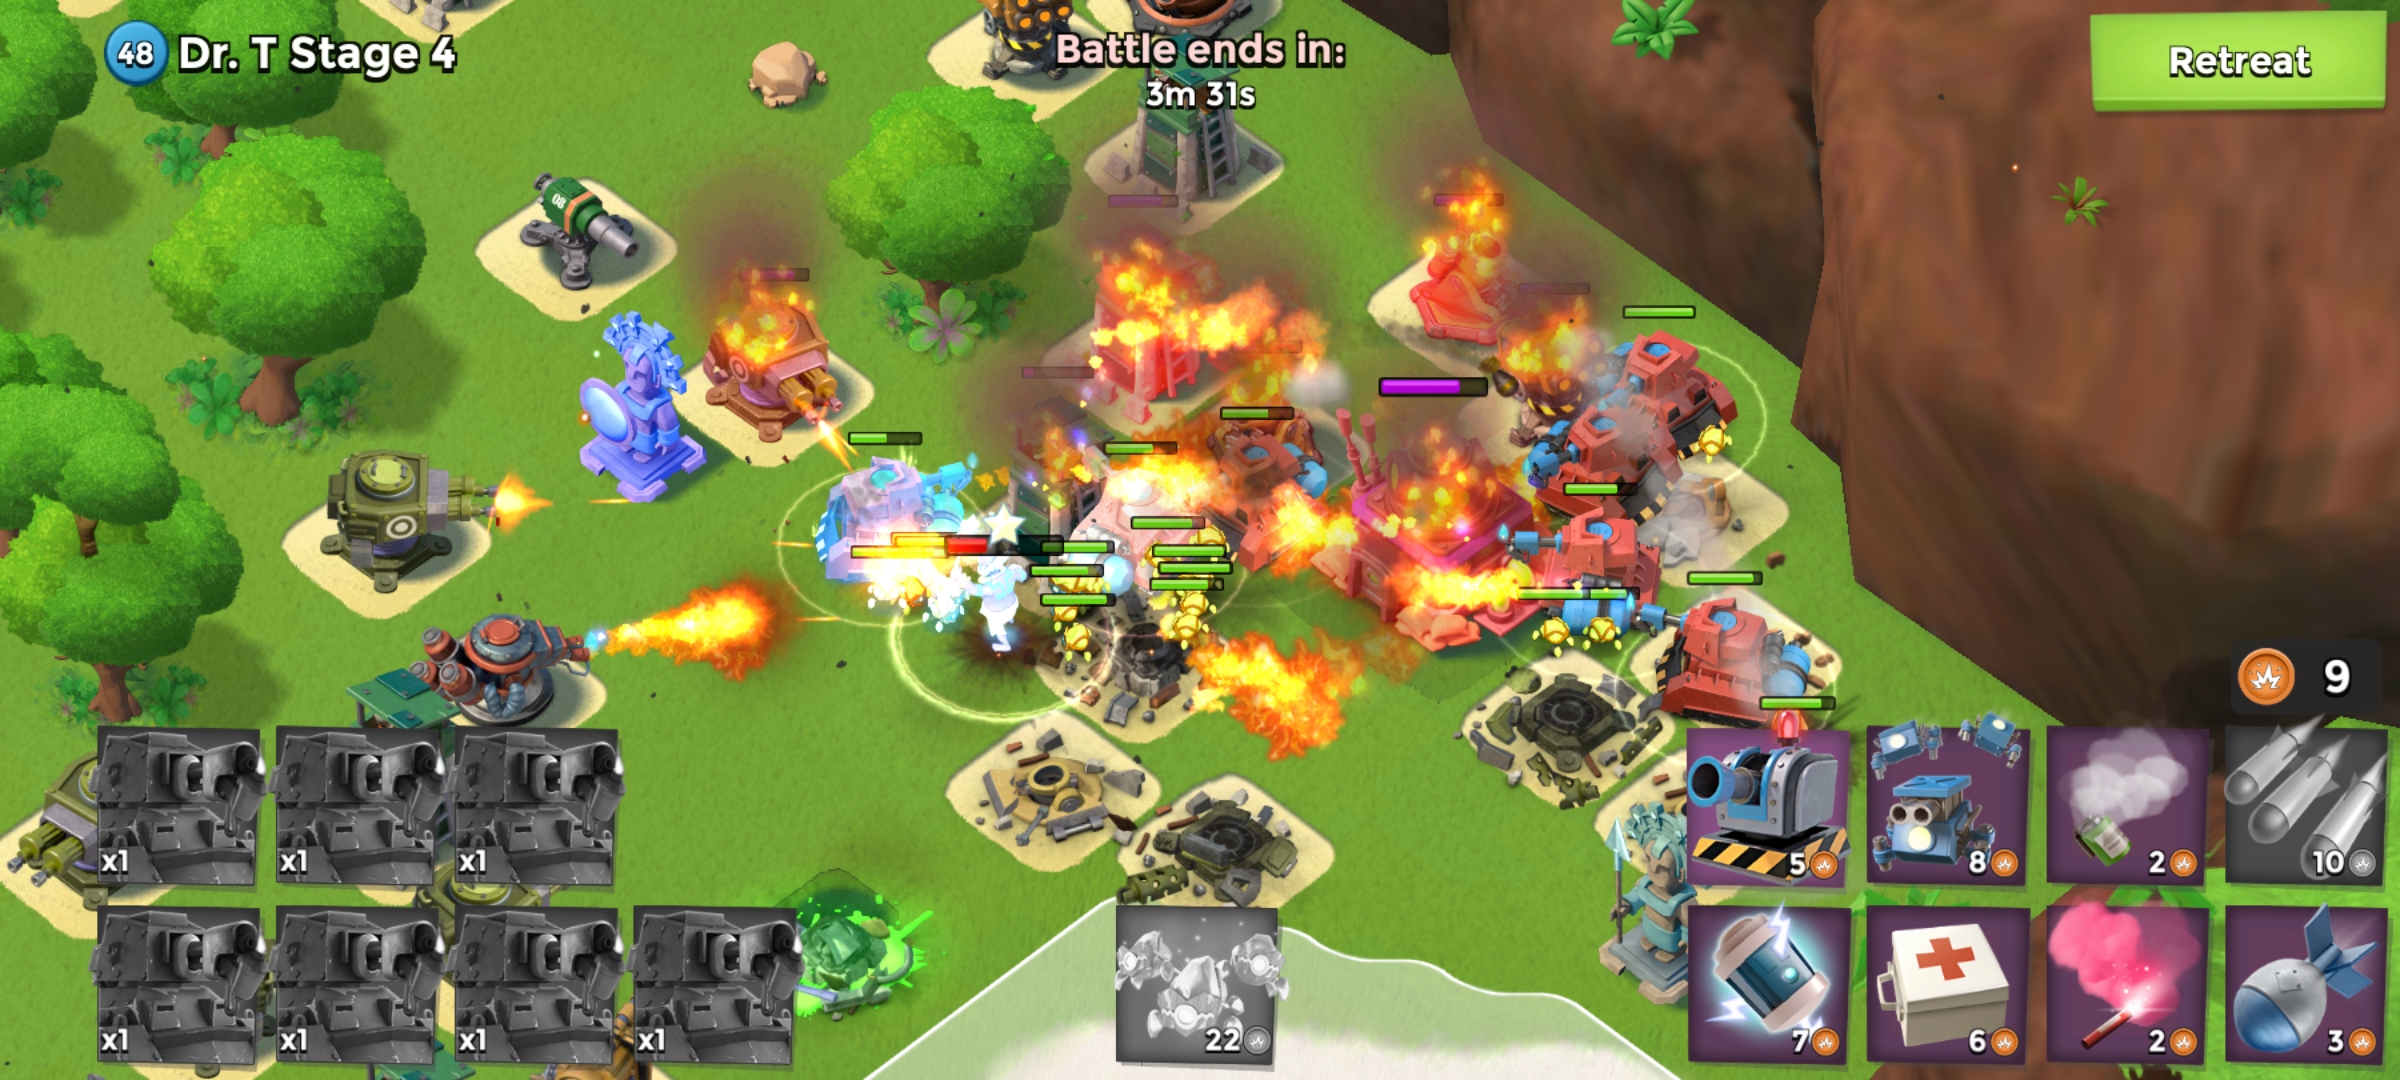 48 Dr. T Stage 4
Battle ends in:
3m 31s
Retreat
08
9
x1 x1 x1
5 8 2 10
x1 x1 x1 x1
22
7 6 2 3